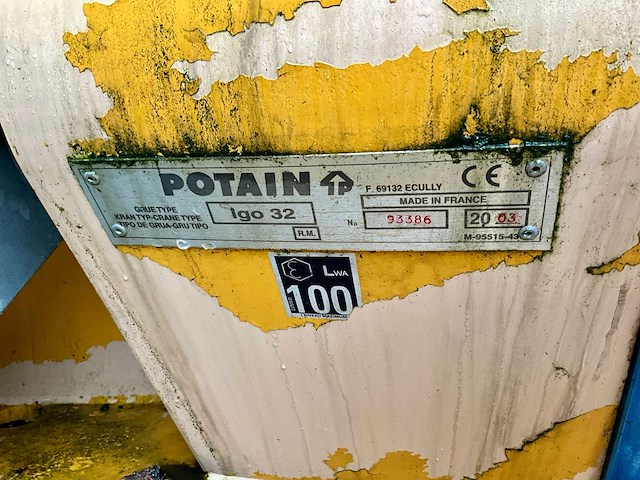 POTAIN
F. 69132 ECULLY
CE
MADE IN FRANCE
GRUE TYPE
KRAN TYP-CRANE TYPE
TIPO DE GRUA-GRU TIPO
Igo 32
R.M.
No 93386
20 03
M-95515-43
LWA
100